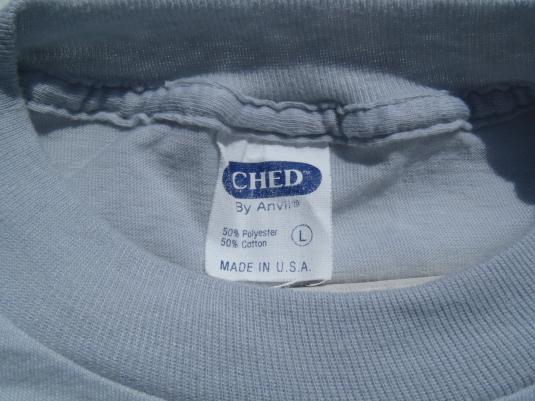 CHED™
By Anvil®
50% Polyester
50% Cotton
L
MADE IN U.S.A.